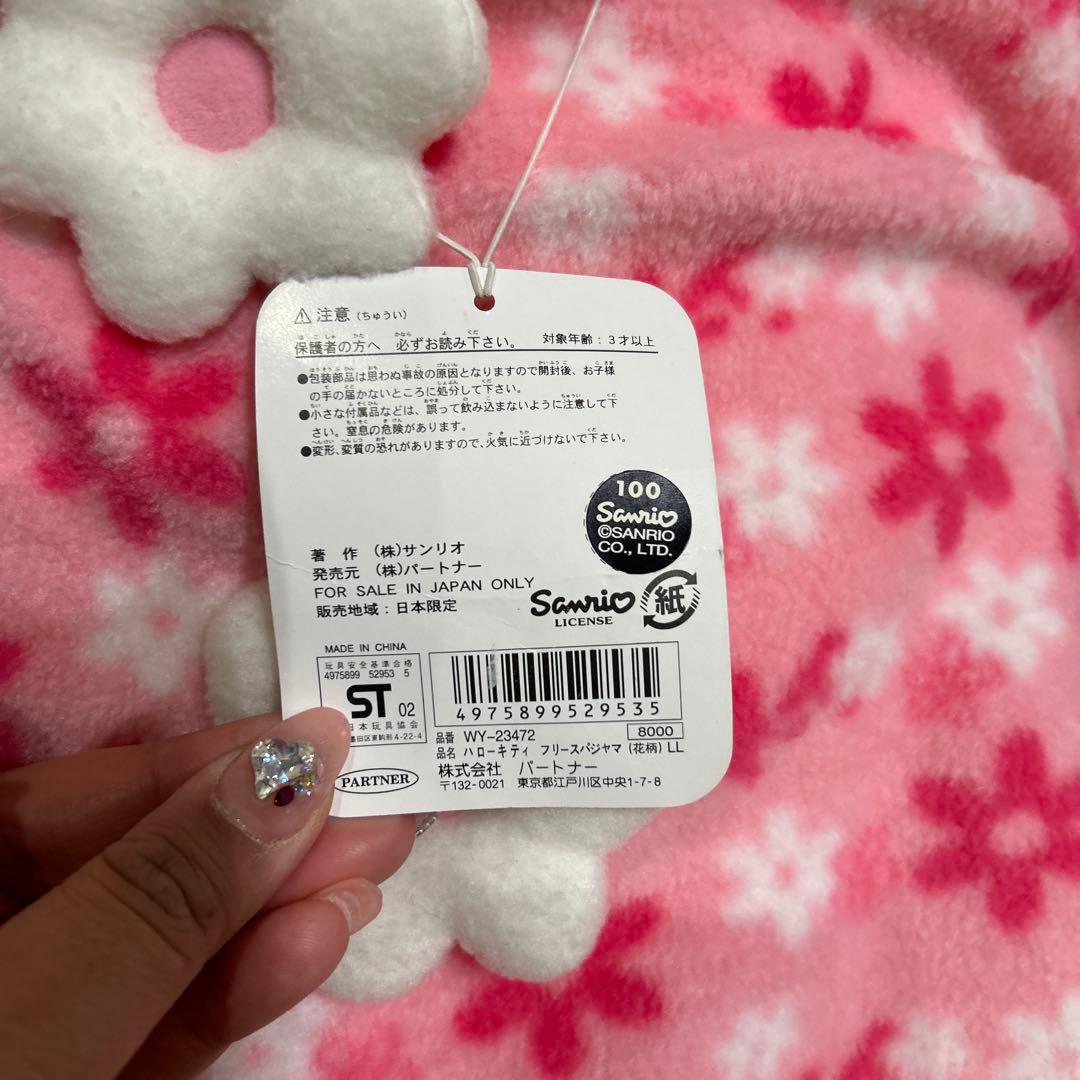 ⚠ 注意 (ちゅうい)
保護者の方へ 必ずお読み下さい。 対象年齢：3才以上
●包装部品は思わぬ事故の原因となりますので開封後、お子様
の手の届かないところに処分して下さい。
●小さな付属品などは、誤って飲み込まないように注意して下
さい。窒息の危険があります。
●変形、変質の恐れがありますので、火気に近づけないで下さい。
100
Sanrio
©SANRIO
CO., LTD.
著 作 (株)サンリオ
発売元 (株)パートナー
FOR SALE IN JAPAN ONLY
販売地域：日本限定
Sanrio
LICENSE
紙
MADE IN CHINA
玩具安全基準合格
4975899 52953 5
ST 02
日本玩具協会
墨田区東駒形4-22-4
4975899529535
品番 WY-23472 8000
品名 ハローキティ フリースパジャマ (花柄) LL
PARTNER
株式会社 パートナー
〒132-0021 東京都江戸川区中央1-7-8